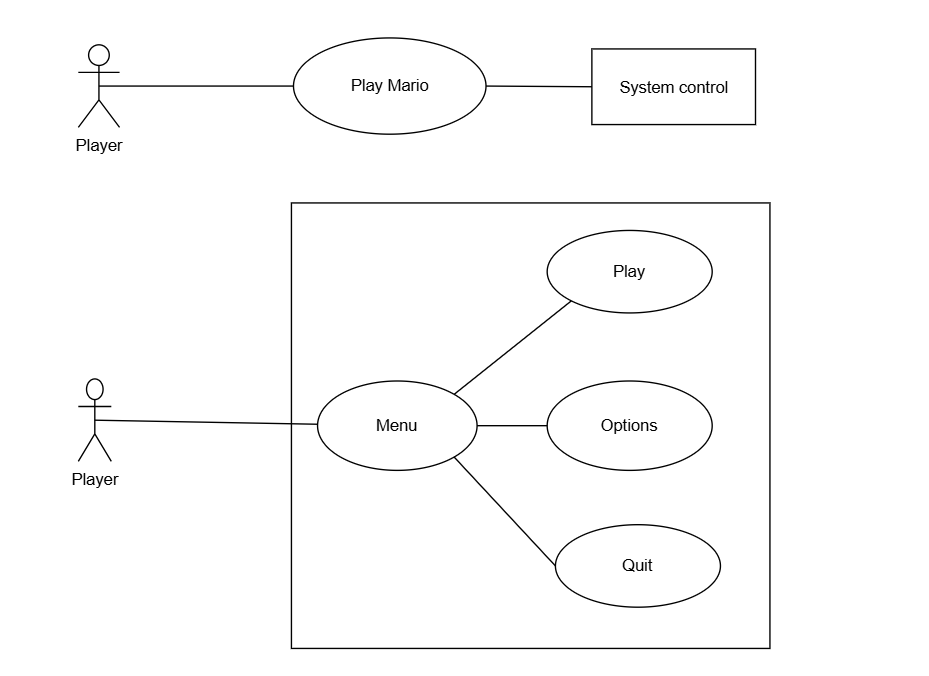 Play Mario
System control
Player
Play
Menu
Options
Player
Quit